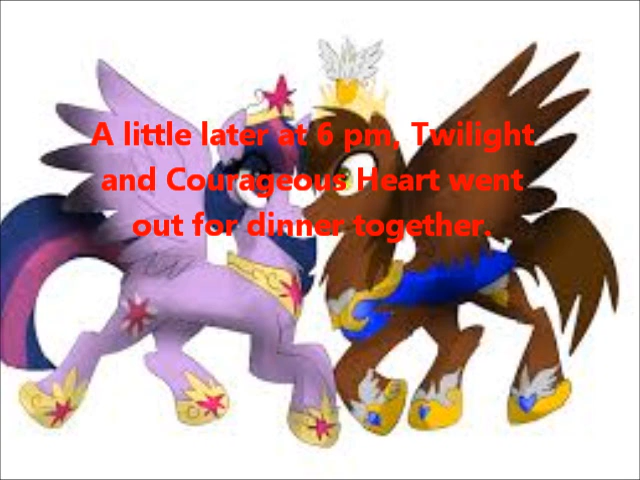 A little later at 6 pm, Twilight
and Courageous Heart went
out for dinner together.